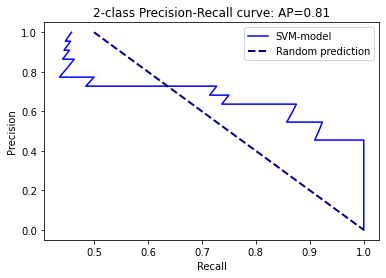 2-class Precision-Recall curve: AP=0.81
SVM-model
Random prediction
Precision
1.0
0.8
0.6
0.4
0.2
0.0
0.5
0.6
0.7
0.8
0.9
1.0
Recall